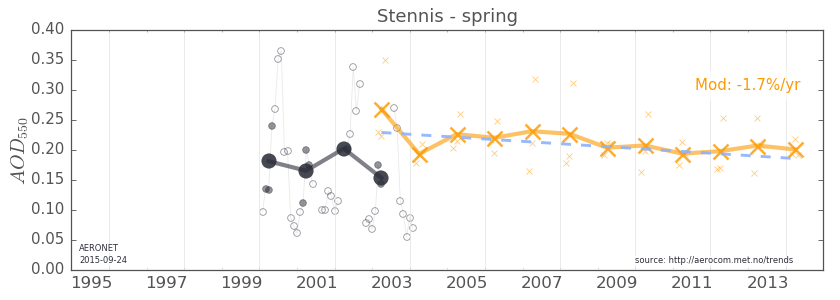 Stennis - spring
0.40
0.35
0.30
0.25
0.20
0.15
0.10
0.05
0.00
AOD550
Mod: -1.7%/yr
AERONET
2015-09-24
source: http://aerocom.met.no/trends
1995 1997 1999 2001 2003 2005 2007 2009 2011 2013